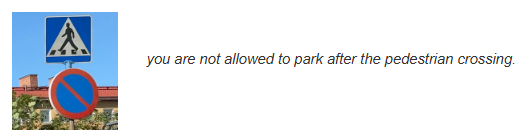 you are not allowed to park after the pedestrian crossing.